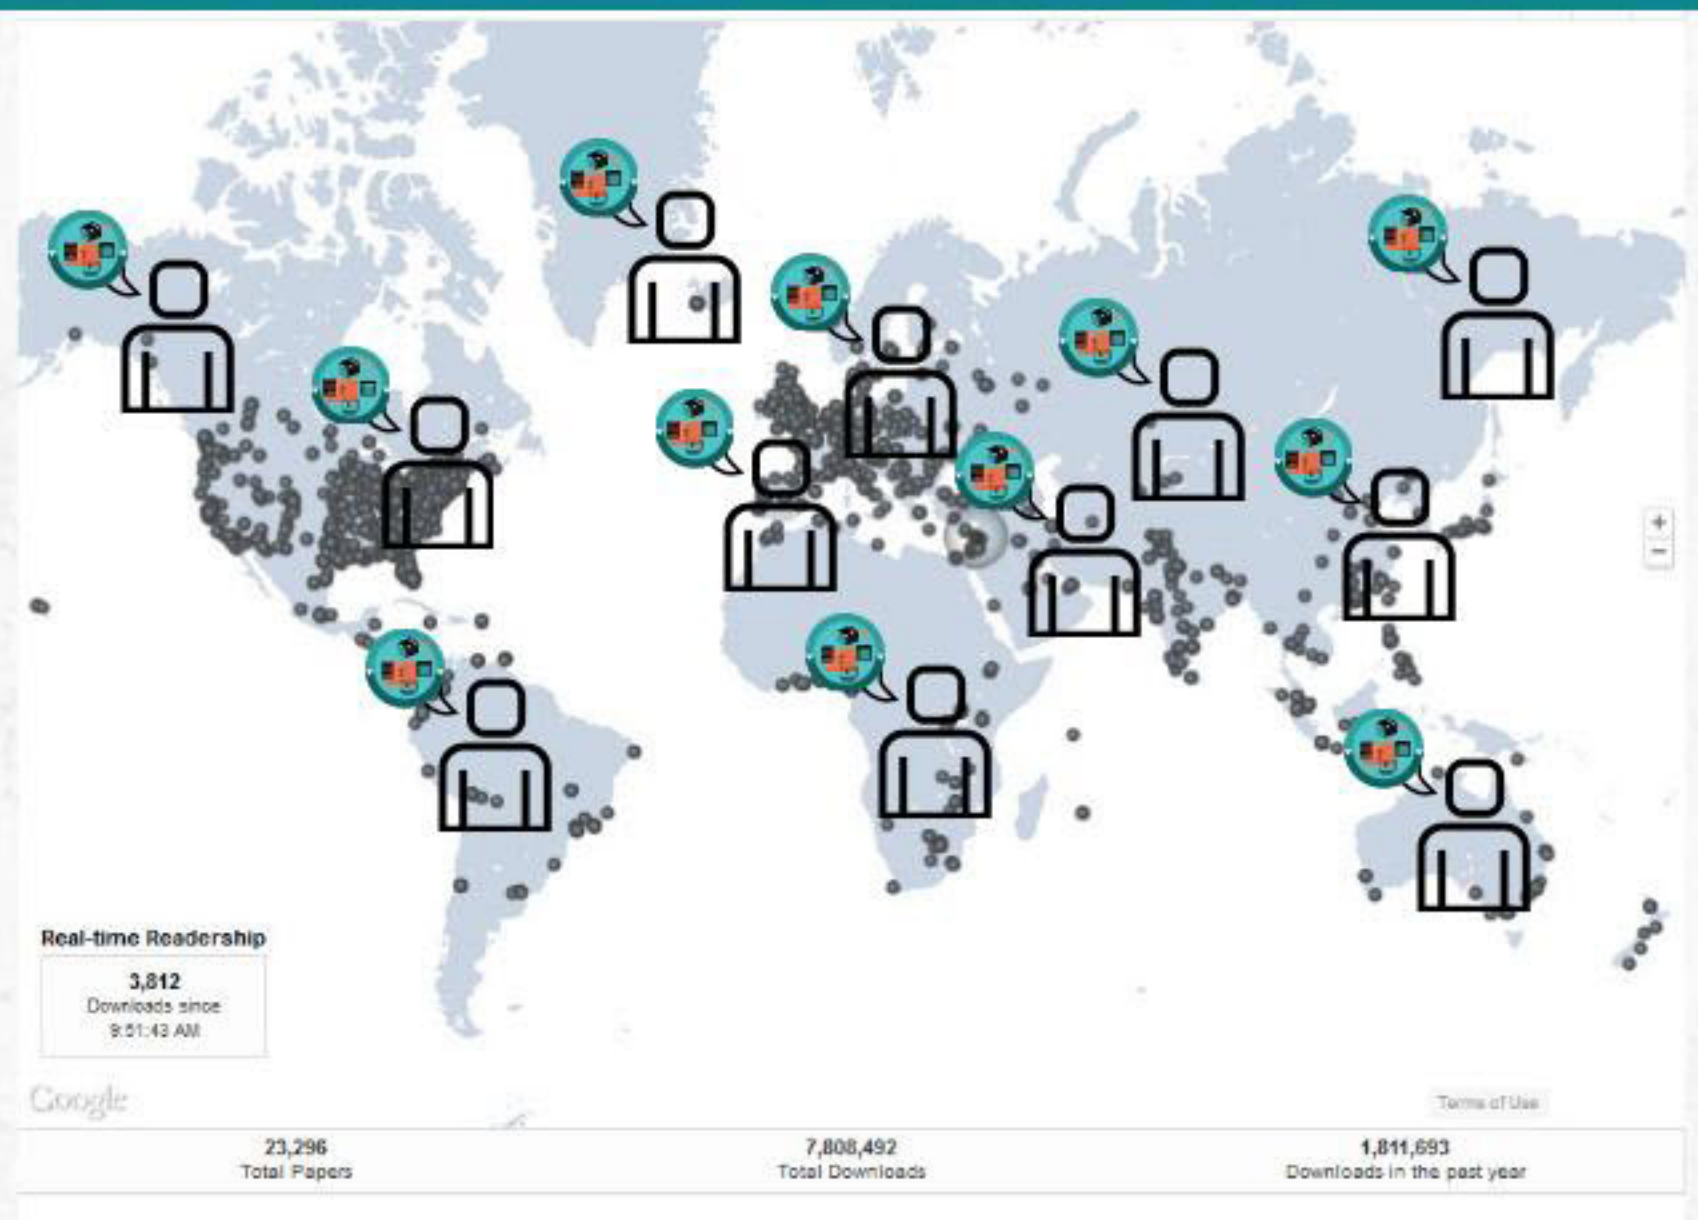 Real-time Readership
3,812
Downloads since
9:51:43 AM
Google
Terms of Use
+
−
23,296
Total Papers
7,808,492
Total Downloads
1,811,693
Downloads in the past year